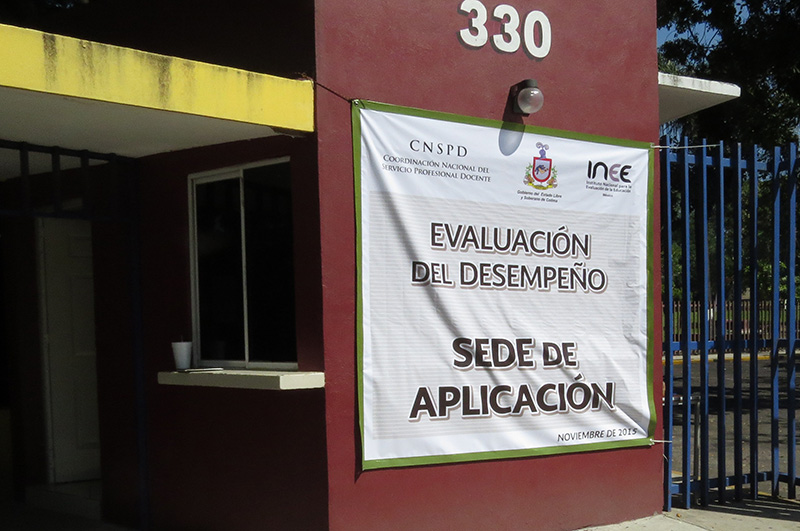 330
CNSPD
COORDINACIÓN NACIONAL DEL
SERVICIO PROFESIONAL DOCENTE
Gobierno del Estado Libre
y Soberano de Colima
INEE
Instituto Nacional para la
Evaluación de la Educación
México
EVALUACIÓN
DEL DESEMPEÑO
SEDE DE
APLICACIÓN
NOVIEMBRE DE 2015